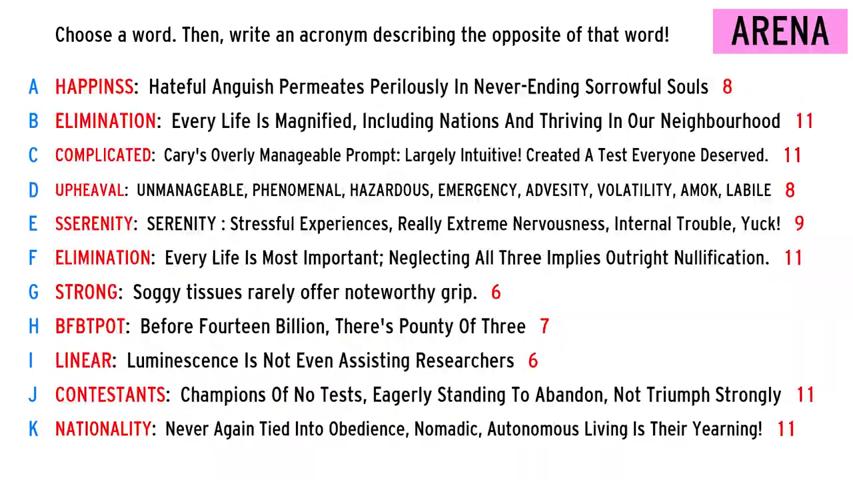 Choose a word. Then, write an acronym describing the opposite of that word!
ARENA
A HAPPINSS: Hateful Anguish Permeates Perilously In Never-Ending Sorrowful Souls 8
B ELIMINATION: Every Life Is Magnified, Including Nations And Thriving In Our Neighbourhood 11
C COMPLICATED: Cary's Overly Manageable Prompt: Largely Intuitive! Created A Test Everyone Deserved. 11
D UPHEAVAL: UNMANAGEABLE, PHENOMENAL, HAZARDOUS, EMERGENCY, ADVESITY, VOLATILITY, AMOK, LABILE 8
E SSERENITY: SERENITY : Stressful Experiences, Really Extreme Nervousness, Internal Trouble, Yuck! 9
F ELIMINATION: Every Life Is Most Important; Neglecting All Three Implies Outright Nullification. 11
G STRONG: Soggy tissues rarely offer noteworthy grip. 6
H BFBTPOT: Before Fourteen Billion, There's Pounty Of Three 7
I LINEAR: Luminescence Is Not Even Assisting Researchers 6
J CONTESTANTS: Champions Of No Tests, Eagerly Standing To Abandon, Not Triumph Strongly 11
K NATIONALITY: Never Again Tied Into Obedience, Nomadic, Autonomous Living Is Their Yearning! 11